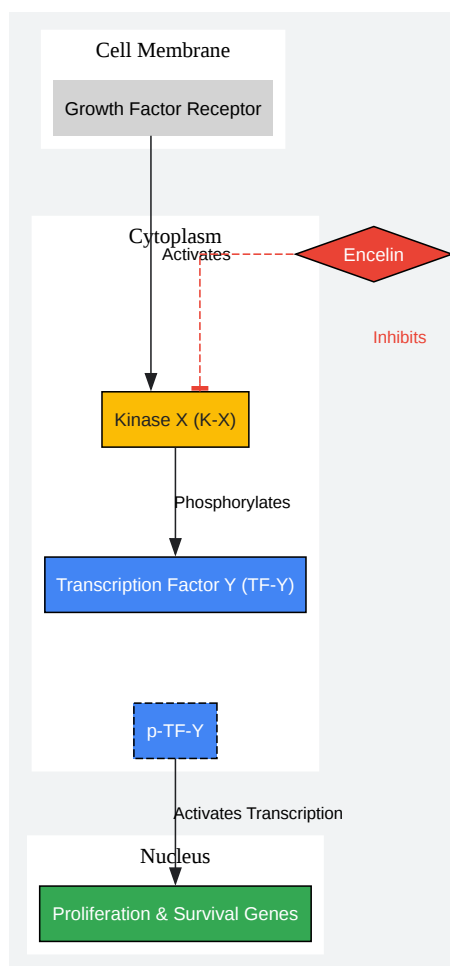 Cell Membrane
Growth Factor Receptor
Cytoplasm
Activates
Encelin
Inhibits
Kinase X (K-X)
Phosphorylates
Transcription Factor Y (TF-Y)
p-TF-Y
Activates Transcription
Nucleus
Proliferation & Survival Genes